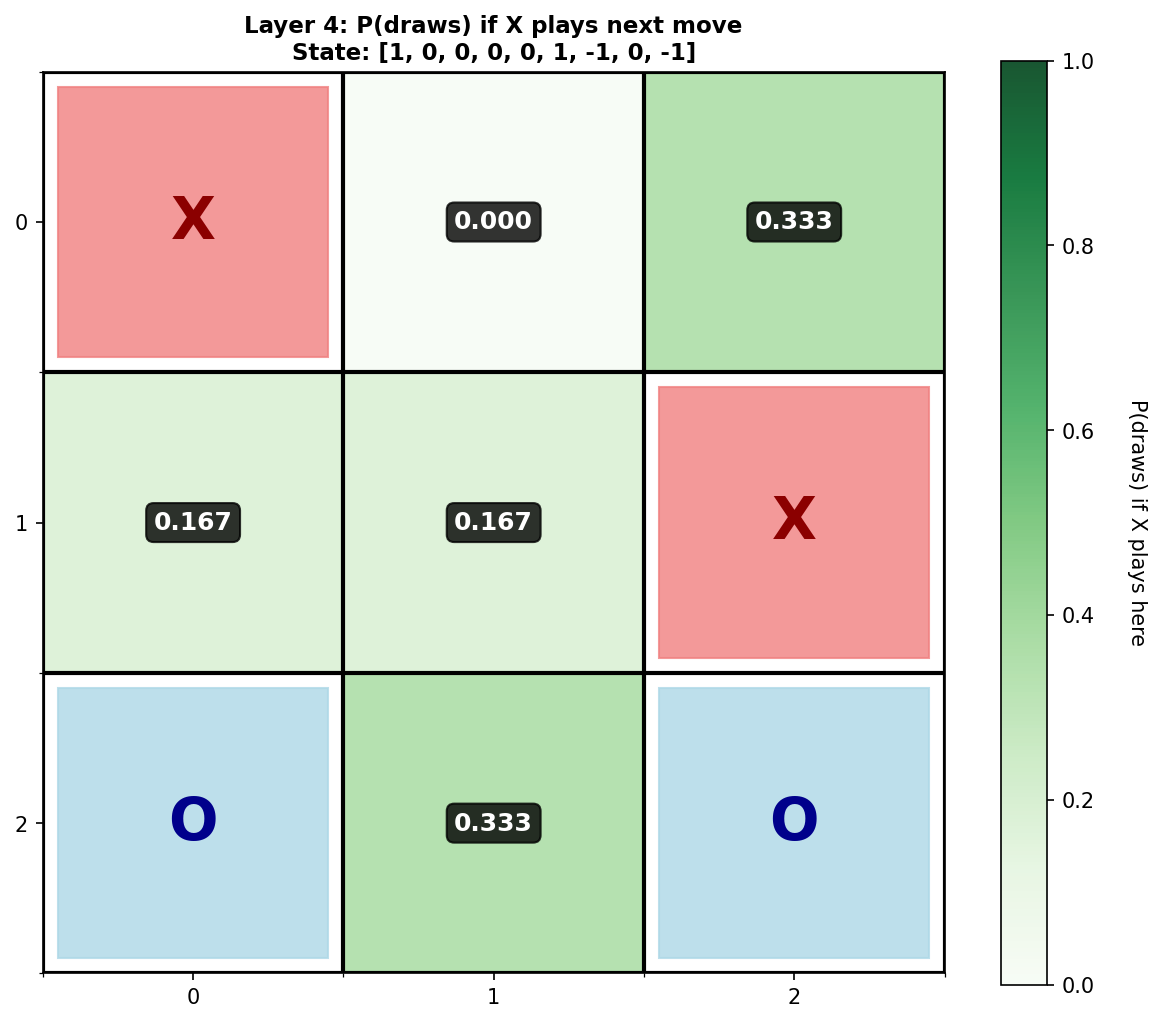 Layer 4: P(draws) if X plays next move
State: [1, 0, 0, 0, 0, 1, -1, 0, -1]
0
X
0.000
0.333
1
0.167
0.167
X
2
O
0.333
O
0
1
2
1.0
0.8
0.6
0.4
0.2
0.0
P(draws) if X plays here